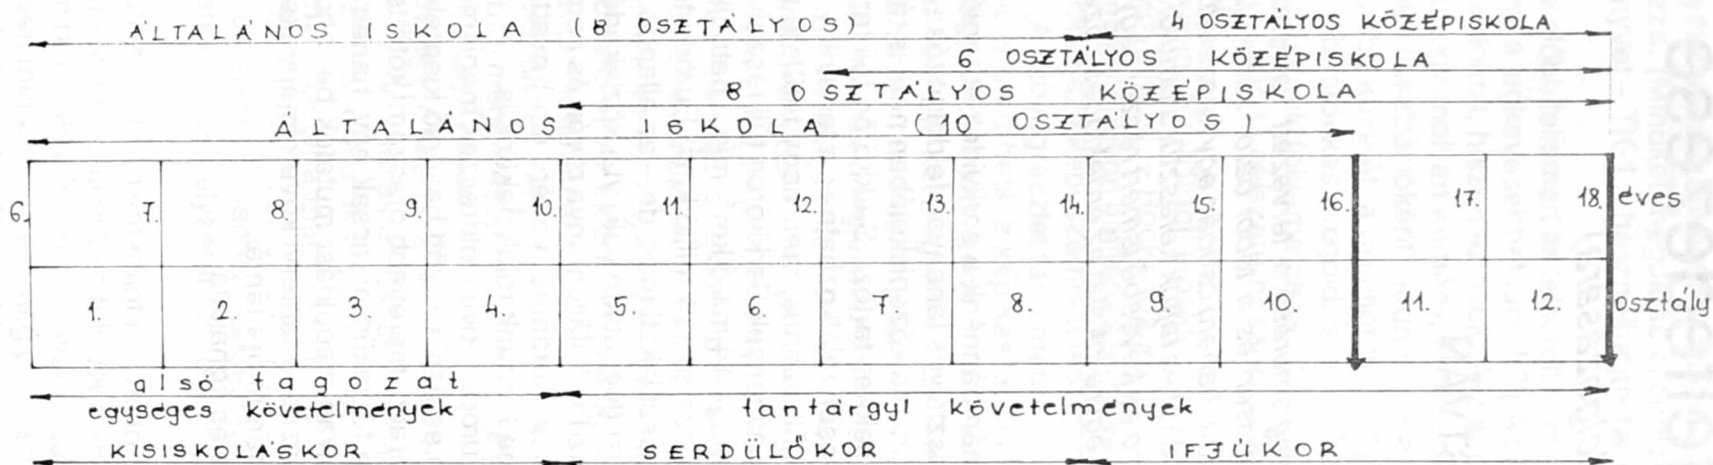 ÁLTALÁNOS ISKOLA (8 OSZTÁLYOS) 4 OSZTÁLYOS KÖZÉPISKOLA
6 OSZTÁLYOS KÖZÉPISKOLA
8 OSZTÁLYOS KÖZÉPISKOLA
ÁLTALÁNOS ISKOLA (10 OSZTÁLYOS)
6. 7. 8. 9. 10. 11. 12. 13. 14. 15. 16. 17. 18. éves
1. 2. 3. 4. 5. 6. 7. 8. 9. 10. 11. 12. osztály
alsó tagozat
egységes követelmények tantárgyi követelmények
KISISKOLÁSKOR SERDÜLŐKOR IFJÚKOR